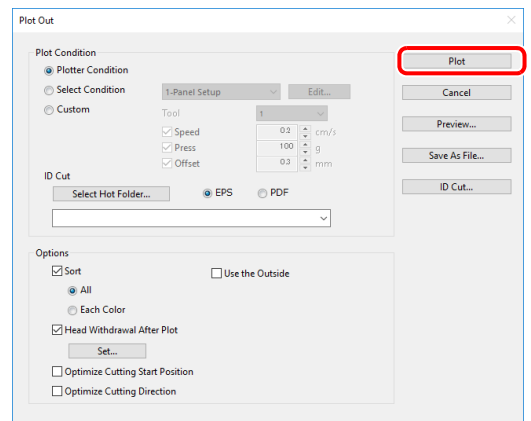 Plot Out
Plot Condition
Plotter Condition
Select Condition
1-Panel Setup
Edit...
Custom
Tool
1
Speed
0.2
cm/s
Press
100
g
Offset
0.3
mm
ID Cut
Select Hot Folder...
EPS
PDF
Options
Sort
Use the Outside
All
Each Color
Head Withdrawal After Plot
Set...
Optimize Cutting Start Position
Optimize Cutting Direction
Plot
Cancel
Preview...
Save As File...
ID Cut...